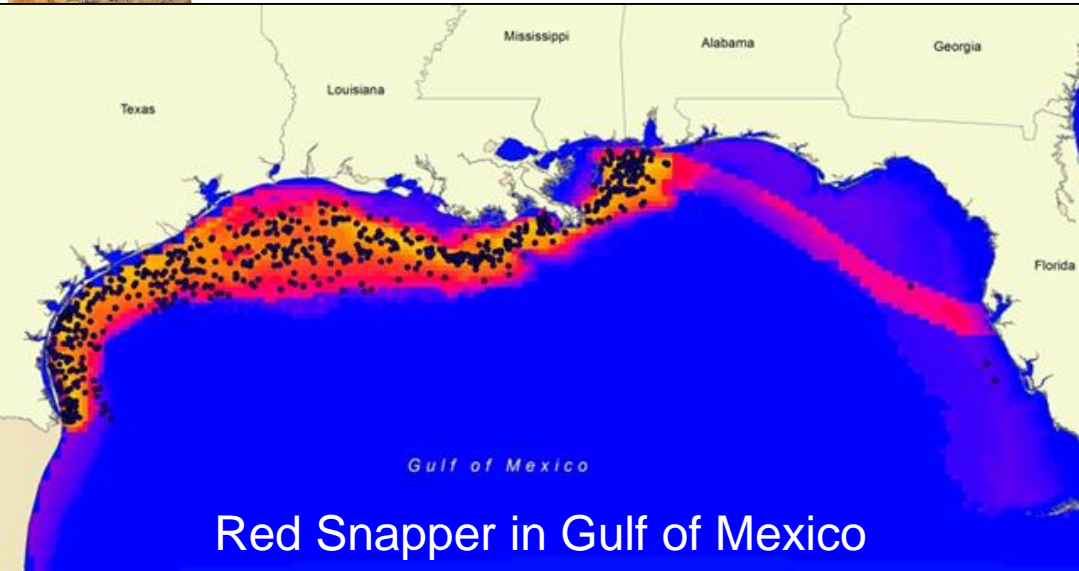 Mississippi
Alabama
Georgia
Louisiana
Texas
Florida
Gulf of Mexico
Red Snapper in Gulf of Mexico